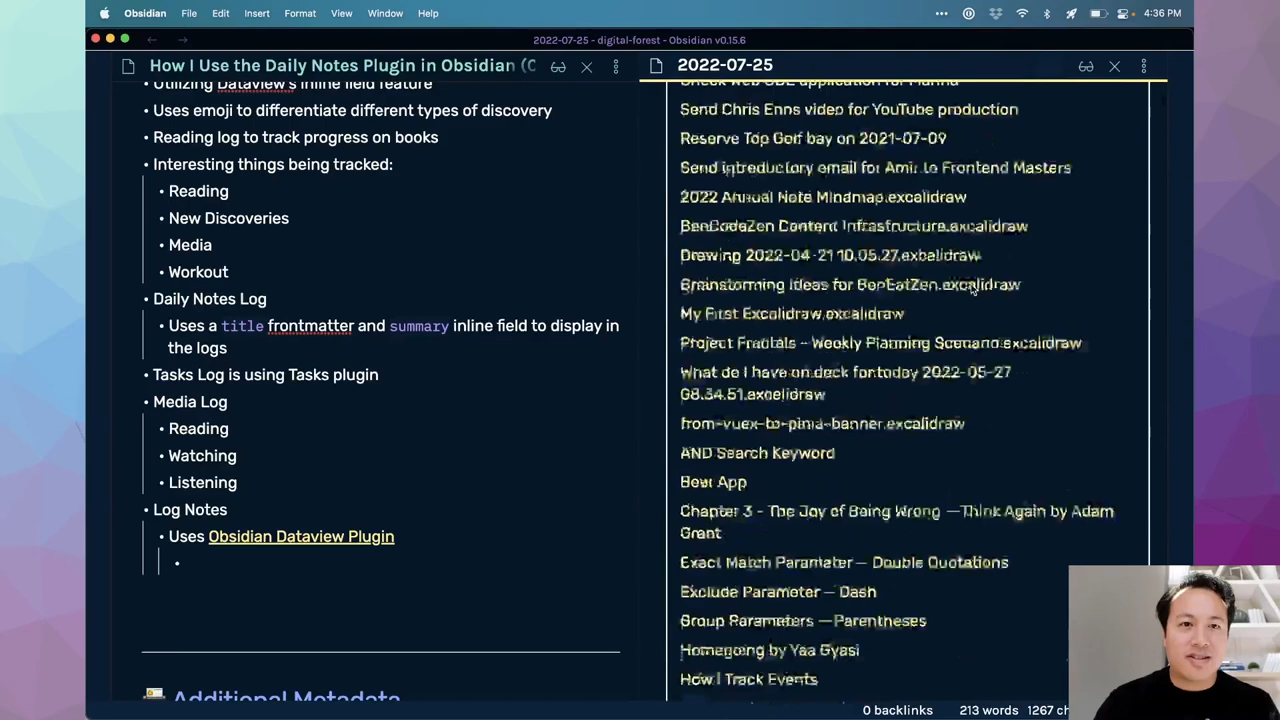 Obsidian File Edit Insert Format View Window Help
4:36 PM
2022-07-25 - digital-forest - Obsidian v0.15.6
How I Use the Daily Notes Plugin in Obsidian (C
Utilizing Dataview's inline field feature
• Uses emoji to differentiate different types of discovery
• Reading log to track progress on books
• Interesting things being tracked:
• Reading
• New Discoveries
• Media
• Workout
• Daily Notes Log
• Uses a title frontmatter and summary inline field to display in
the logs
• Tasks Log is using Tasks plugin
• Media Log
• Reading
• Watching
• Listening
• Log Notes
• Uses Obsidian Dataview Plugin
•
Additional Metadata
2022-07-25
Send Chris Enns video for YouTube production
Reserve Top Golf bay on 2021-07-09
Send introductory email for Amir to Frontend Masters
2022 Annual Note Mindmap.excalidraw
BenCodeZen Content Infrastructure.excalidraw
Drawing 2022-04-21 10.05.27.excalidraw
Brainstorming Ideas for excalidraw
My First Excalidraw.excalidraw
Project Fractals - Weekly Planning Scenario.excalidraw
What do I have on deck for today 2022-05-27
08.34.51.excalidraw
from-vuex-to-pinia-banner.excalidraw
AND Search Keyword
Bear App
Chapter 3 - The Joy of Being Wrong — Think Again by Adam
Grant
Exact Match Parameter — Double Quotations
Exclude Parameter — Dash
Group Parameters — Parentheses
Homegoing by Yaa Gyasi
How I Track Events
0 backlinks 213 words 1267 ch